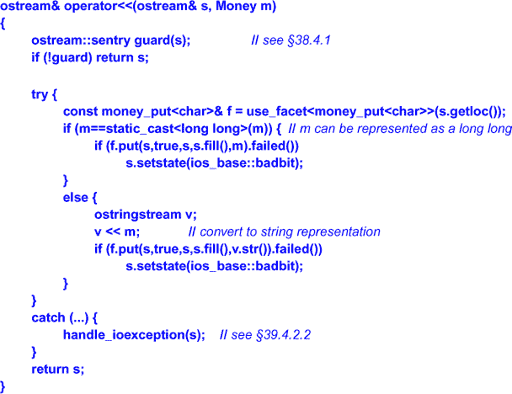 ostream& operator<<(ostream& s, Money m)
{
ostream::sentry guard(s); // see §38.4.1
if (!guard) return s;
try {
const money_put<char>& f = use_facet<money_put<char>>(s.getloc());
if (m==static_cast<long long>(m)) { // m can be represented as a long long
if (f.put(s,true,s,s.fill(),m).failed())
s.setstate(ios_base::badbit);
}
else {
ostringstream v;
v << m; // convert to string representation
if (f.put(s,true,s,s.fill(),v.str()).failed())
s.setstate(ios_base::badbit);
}
}
catch (...) {
handle_ioexception(s); // see §39.4.2.2
}
return s;
}